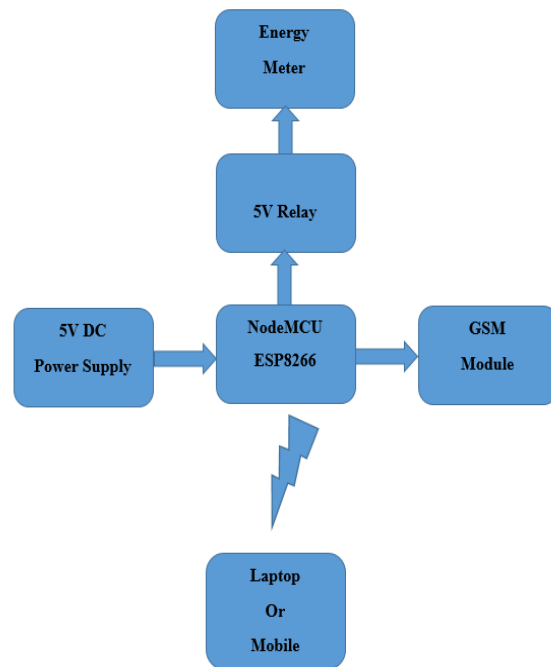 Energy
Meter
5V Relay
5V DC
Power Supply
NodeMCU
ESP8266
GSM
Module
Laptop
Or
Mobile